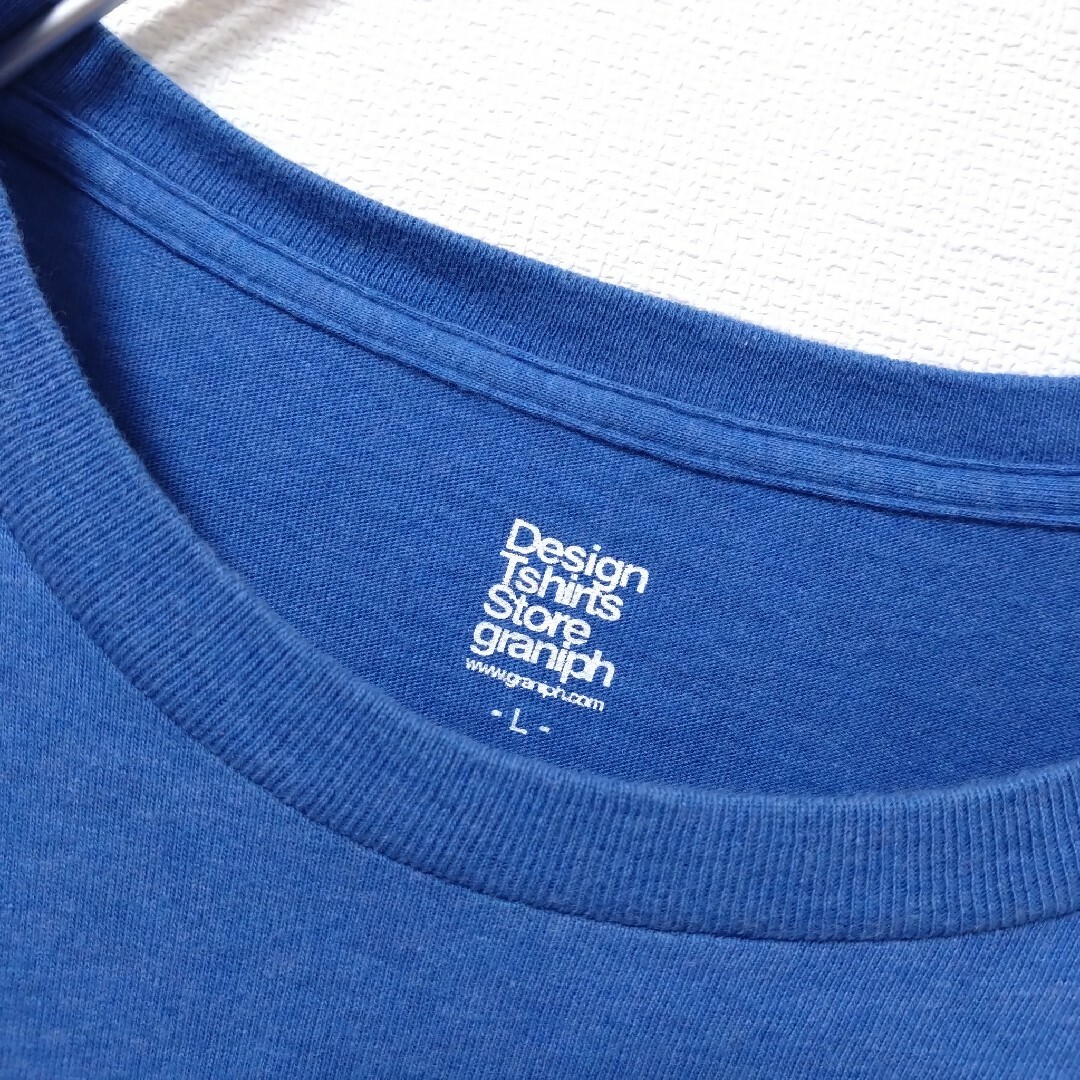 Design
Tshirts
Store
graniph
www.graniph.com
- L -